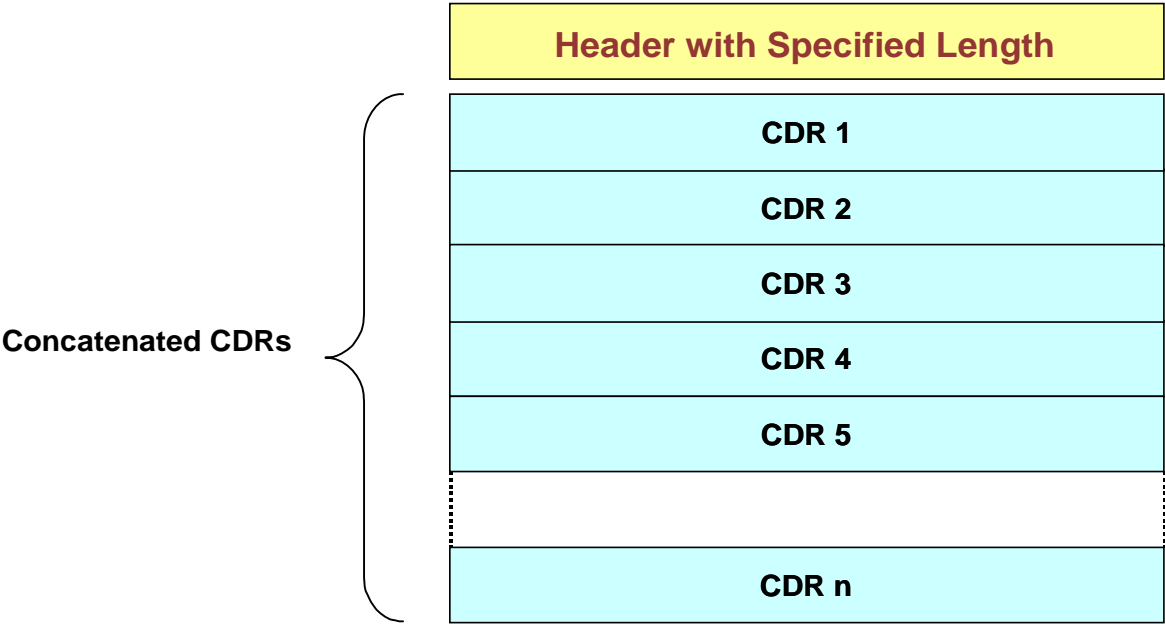 Header with Specified Length
CDR 1
CDR 2
CDR 3
Concatenated CDRs
CDR 4
CDR 5
CDR n